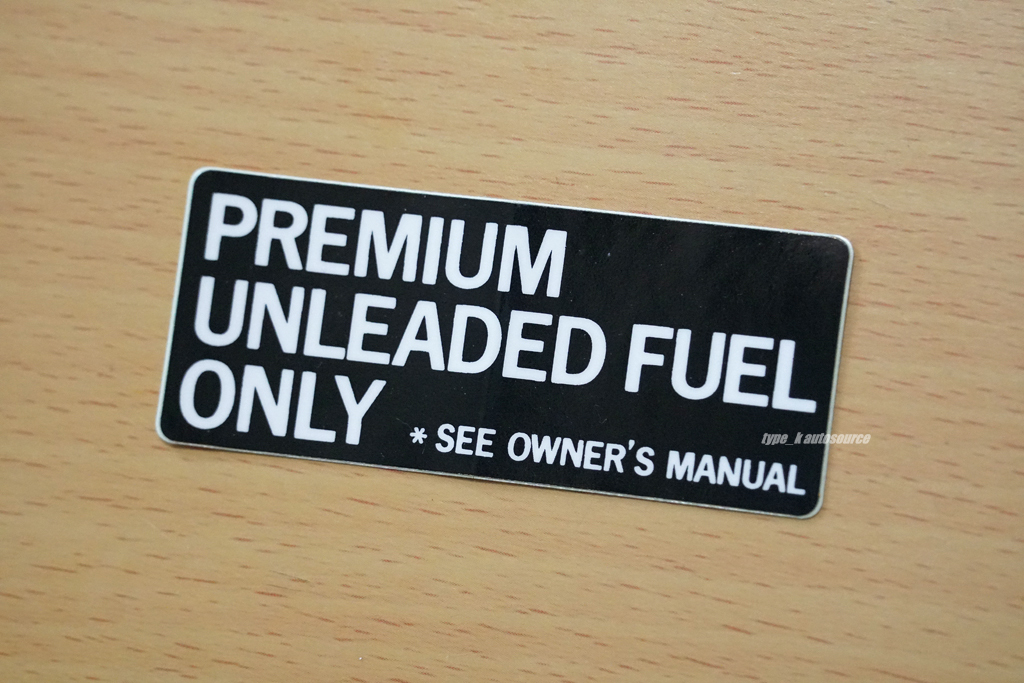 PREMIUM
UNLEADED FUEL
ONLY
* SEE OWNER'S MANUAL
type_k autosource